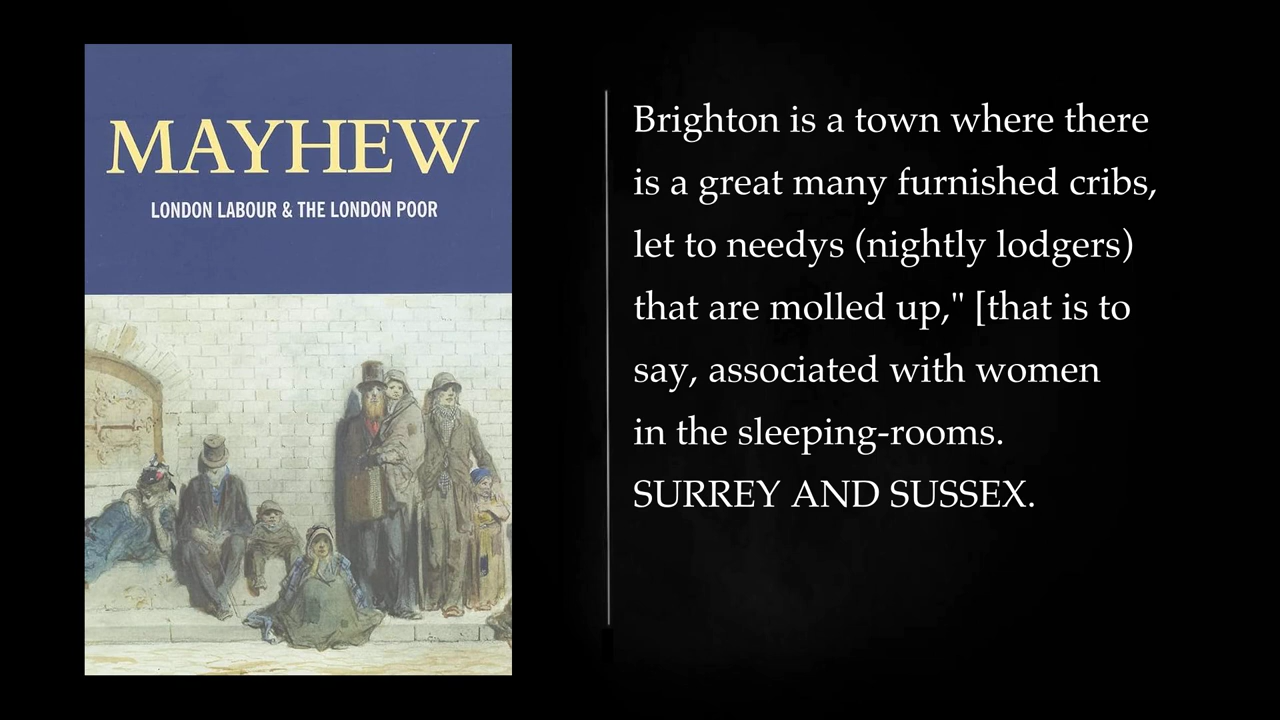 MAYHEW
LONDON LABOUR & THE LONDON POOR
Brighton is a town where there
is a great many furnished cribs,
let to needys (nightly lodgers)
that are molled up," [that is to
say, associated with women
in the sleeping-rooms.
SURREY AND SUSSEX.